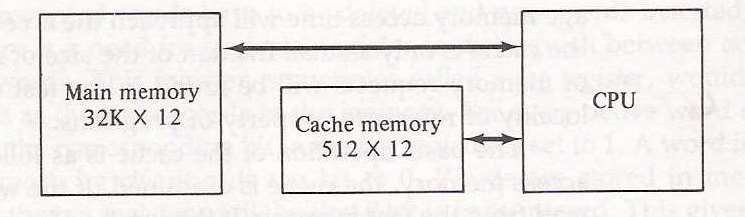 Main memory
32K X 12
Cache memory
512 X 12
CPU